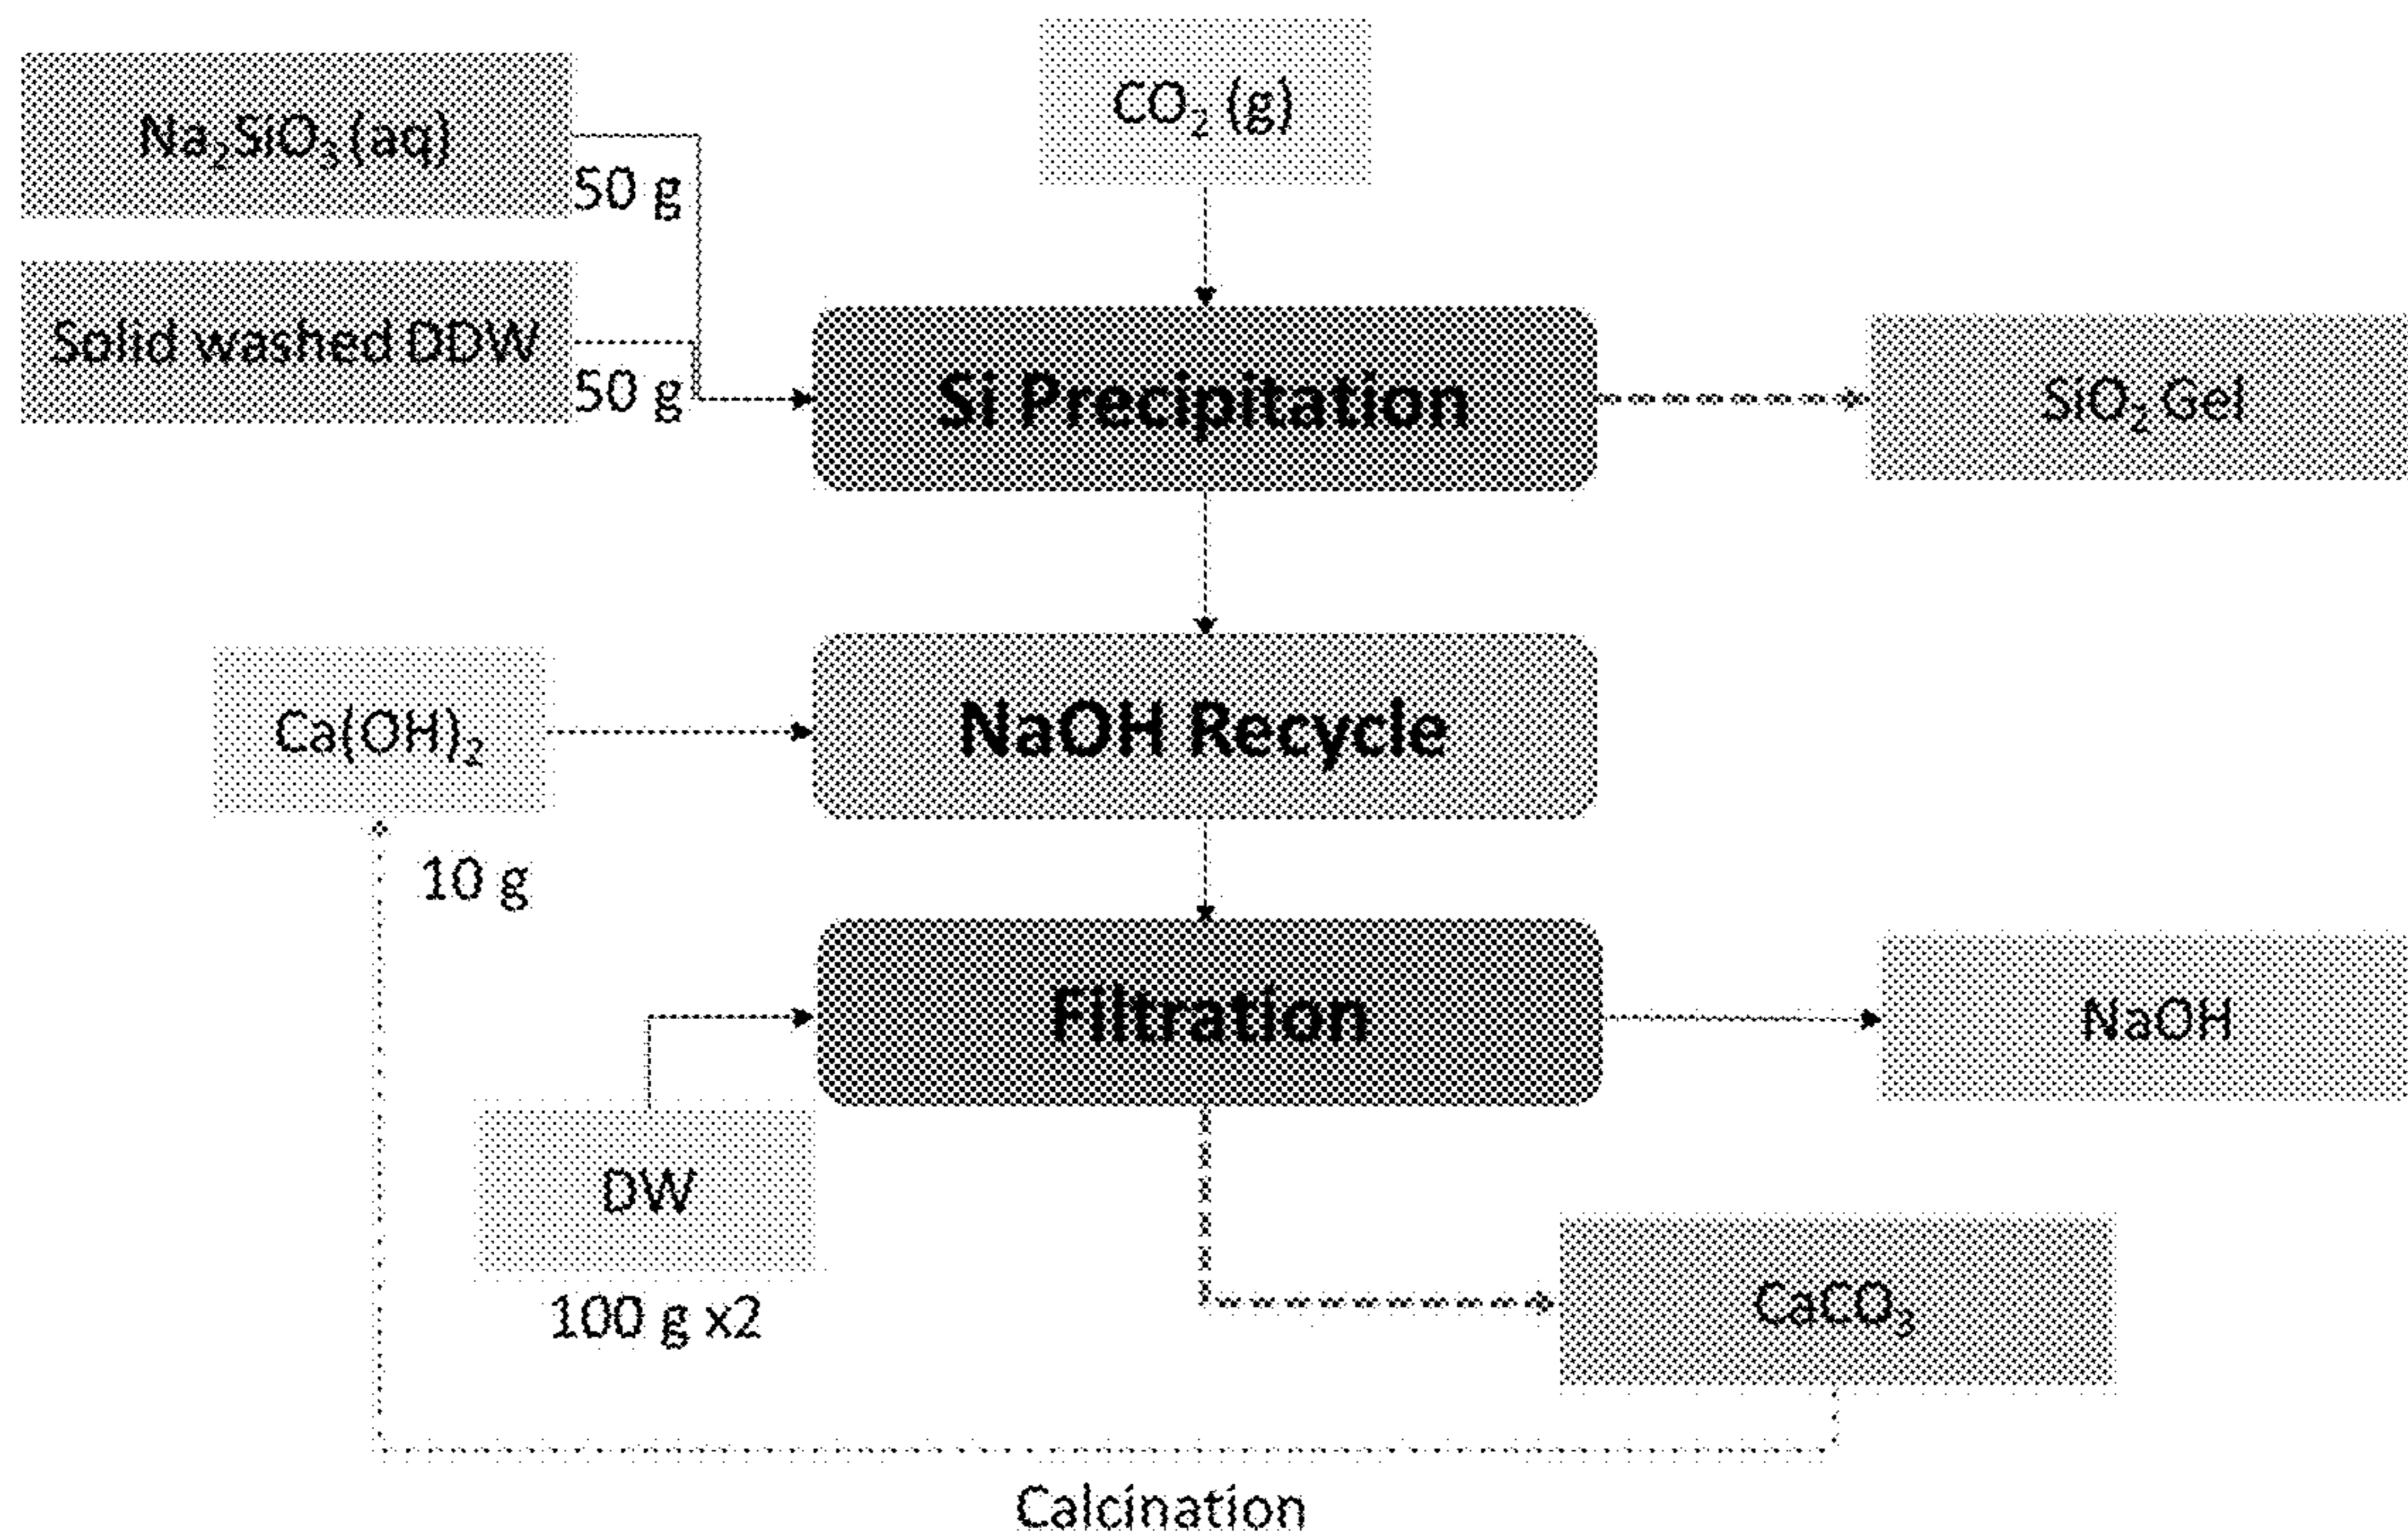 Na₂SiO₃ (aq)
50 g
CO₂ (g)
Solid washed DDW
50 g
Si Precipitation
SiO₂ Gel
Ca(OH)₂
NaOH Recycle
10 g
Filtration
NaOH
DW
100 g x2
CaCO₃
Calcination